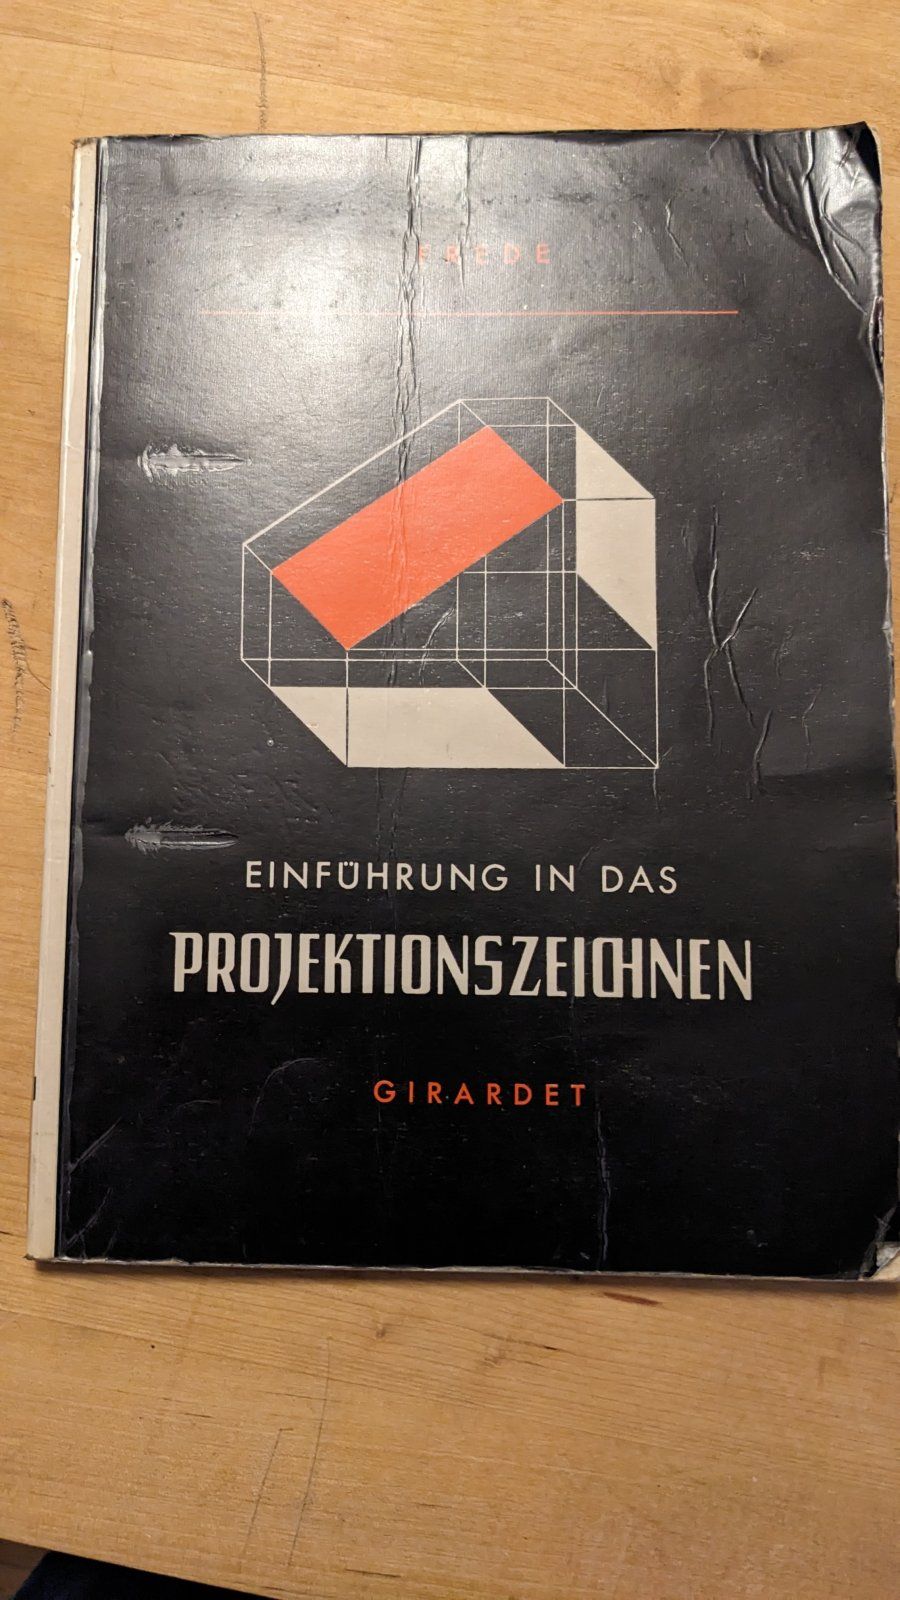 FREDE
EINFÜHRUNG IN DAS
PROJEKTIONSZEICHNEN
GIRARDET